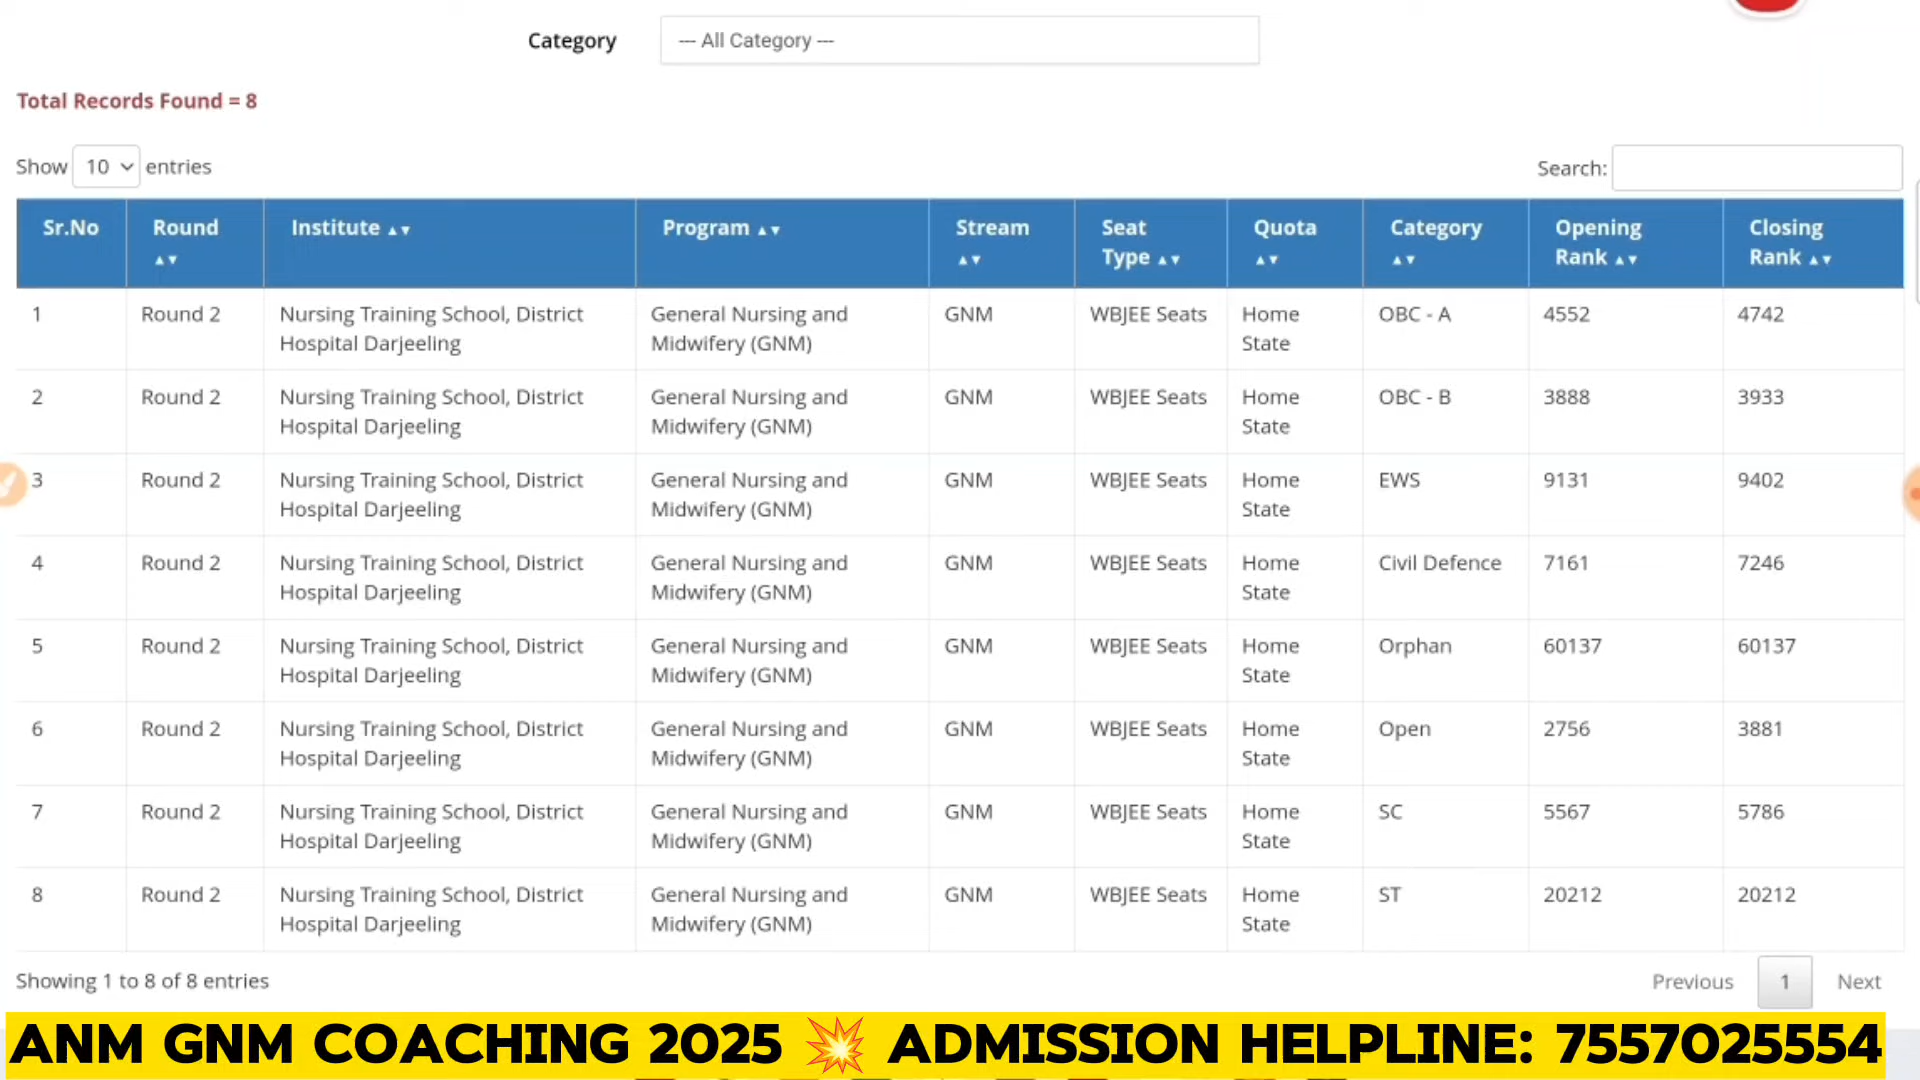 Category --- All Category ---
Total Records Found = 8
Show 10 entries Search:
Sr.No Round Institute Program Stream Seat Type Quota Category Opening Rank Closing Rank
1 Round 2 Nursing Training School, District Hospital Darjeeling General Nursing and Midwifery (GNM) GNM WBJEE Seats Home State OBC - A 4552 4742
2 Round 2 Nursing Training School, District Hospital Darjeeling General Nursing and Midwifery (GNM) GNM WBJEE Seats Home State OBC - B 3888 3933
3 Round 2 Nursing Training School, District Hospital Darjeeling General Nursing and Midwifery (GNM) GNM WBJEE Seats Home State EWS 9131 9402
4 Round 2 Nursing Training School, District Hospital Darjeeling General Nursing and Midwifery (GNM) GNM WBJEE Seats Home State Civil Defence 7161 7246
5 Round 2 Nursing Training School, District Hospital Darjeeling General Nursing and Midwifery (GNM) GNM WBJEE Seats Home State Orphan 60137 60137
6 Round 2 Nursing Training School, District Hospital Darjeeling General Nursing and Midwifery (GNM) GNM WBJEE Seats Home State Open 2756 3881
7 Round 2 Nursing Training School, District Hospital Darjeeling General Nursing and Midwifery (GNM) GNM WBJEE Seats Home State SC 5567 5786
8 Round 2 Nursing Training School, District Hospital Darjeeling General Nursing and Midwifery (GNM) GNM WBJEE Seats Home State ST 20212 20212
Showing 1 to 8 of 8 entries Previous 1 Next
ANM GNM COACHING 2025 💥 ADMISSION HELPLINE: 7557025554